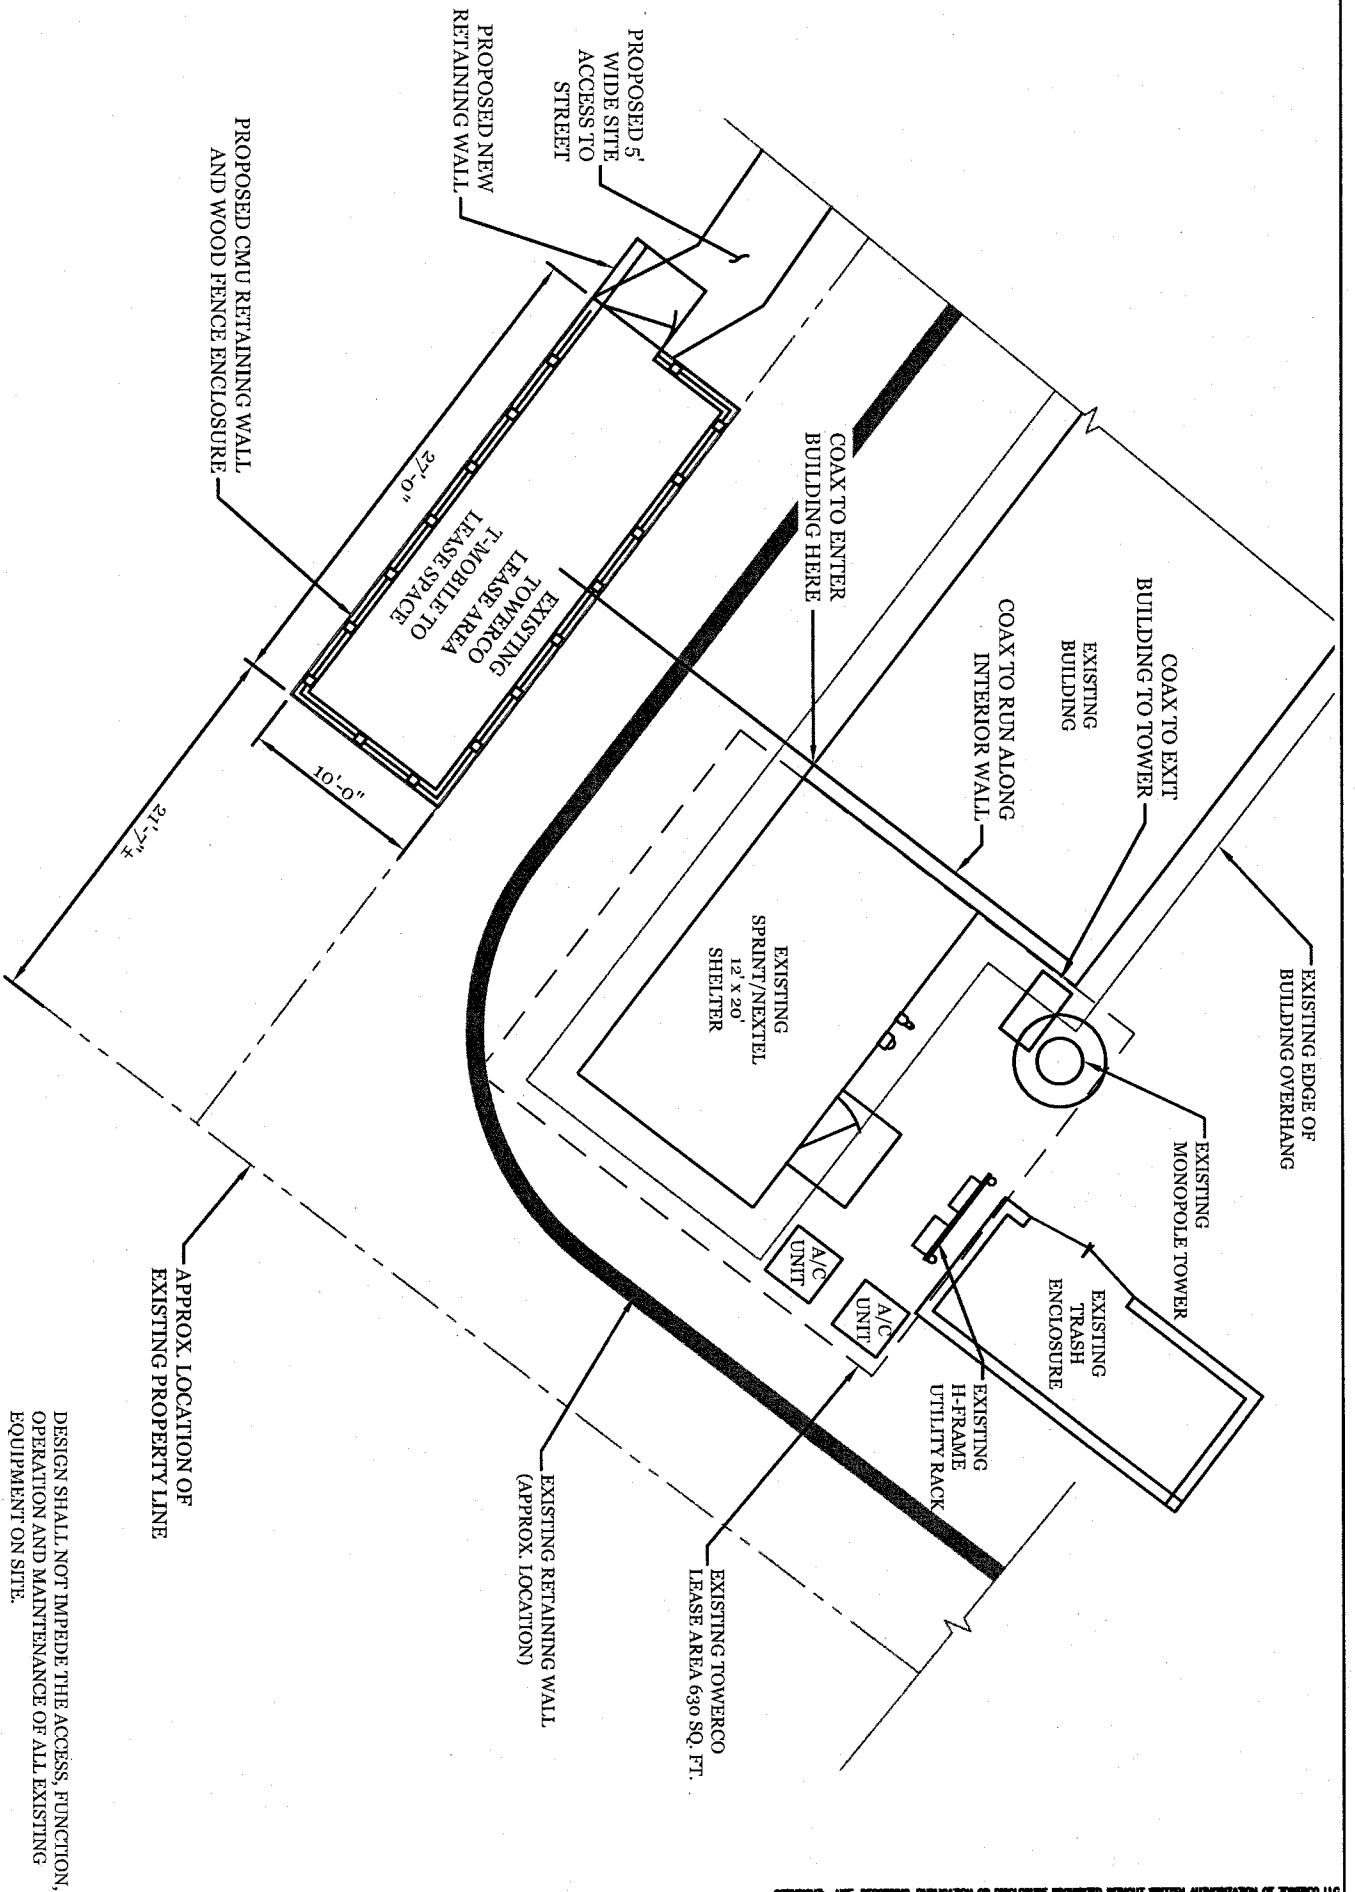 PROPOSED 5'
WIDE SITE
ACCESS TO
STREET
PROPOSED NEW
RETAINING WALL
PROPOSED CMU RETAINING WALL
AND WOOD FENCE ENCLOSURE
27'-0"
10'-0"
21'-7"±
EXISTING
TOWERCO
LEASE AREA
T-MOBILE TO
LEASE SPACE
COAX TO ENTER
BUILDING HERE
COAX TO EXIT
BUILDING TO TOWER
EXISTING
BUILDING
COAX TO RUN ALONG
INTERIOR WALL
EXISTING EDGE OF
BUILDING OVERHANG
EXISTING
MONOPOLE TOWER
EXISTING
SPRINT/NEXTEL
12' x 20'
SHELTER
EXISTING
TRASH
ENCLOSURE
A/C
UNIT
A/C
UNIT
EXISTING
H-FRAME
UTILITY RACK
EXISTING TOWERCO
LEASE AREA 630 SQ. FT.
EXISTING RETAINING WALL
(APPROX. LOCATION)
APPROX. LOCATION OF
EXISTING PROPERTY LINE
DESIGN SHALL NOT IMPEDE THE ACCESS, FUNCTION,
OPERATION AND MAINTENANCE OF ALL EXISTING
EQUIPMENT ON SITE.